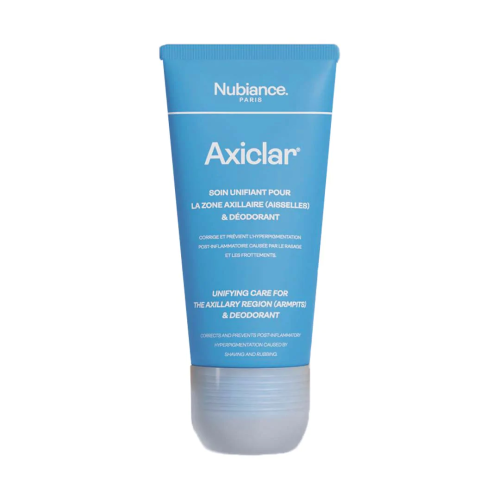 Nubiance.
PARIS
Axiclar®
SOIN UNIFIANT POUR
LA ZONE AXILLAIRE (AISSELLES)
& DÉODORANT
CORRIGE ET PRÉVIENT L'HYPERPIGMENTATION
POST-INFLAMMATOIRE CAUSÉE PAR LE RASAGE
ET LES FROTTEMENTS.
UNIFYING CARE FOR
THE AXILLARY REGION (ARMPITS)
& DEODORANT
CORRECTS AND PREVENTS POST-INFLAMMATORY
HYPERPIGMENTATION CAUSED BY
SHAVING AND RUBBING